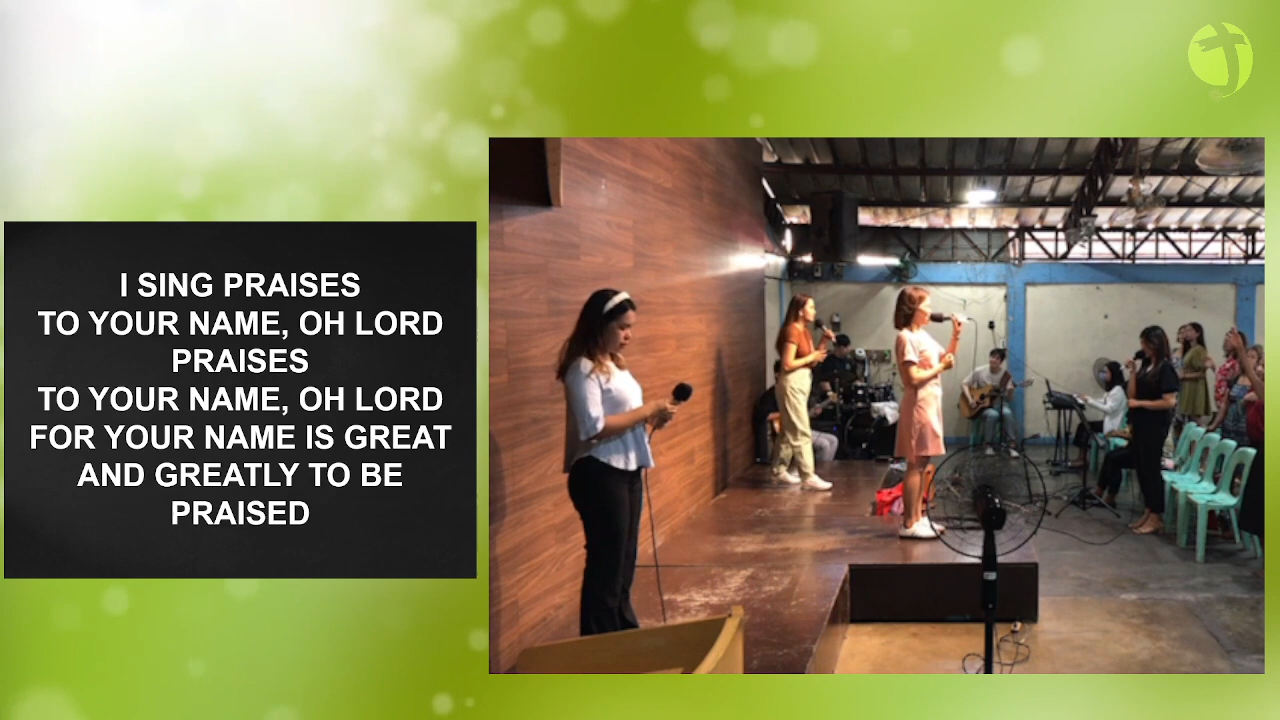 I SING PRAISES
TO YOUR NAME, OH LORD
PRAISES
TO YOUR NAME, OH LORD
FOR YOUR NAME IS GREAT
AND GREATLY TO BE
PRAISED